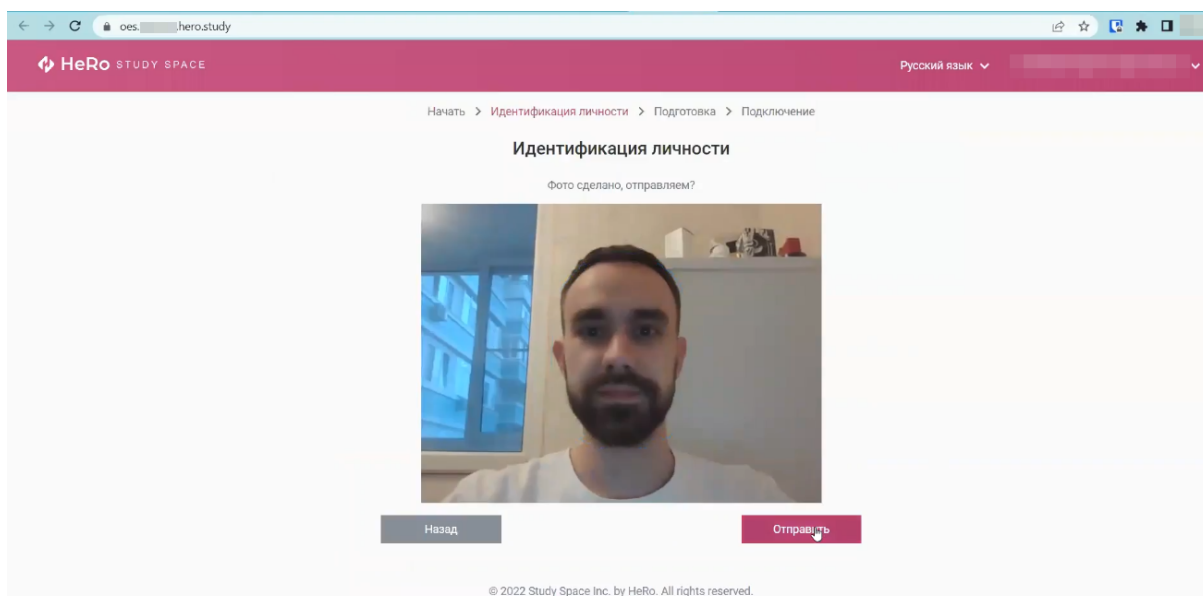 oes. .hero.study
HeRo STUDY SPACE
Русский язык
Начать > Идентификация личности > Подготовка > Подключение
Идентификация личности
Фото сделано, отправляем?
Назад
Отправить
© 2022 Study Space Inc. by HeRo. All rights reserved.